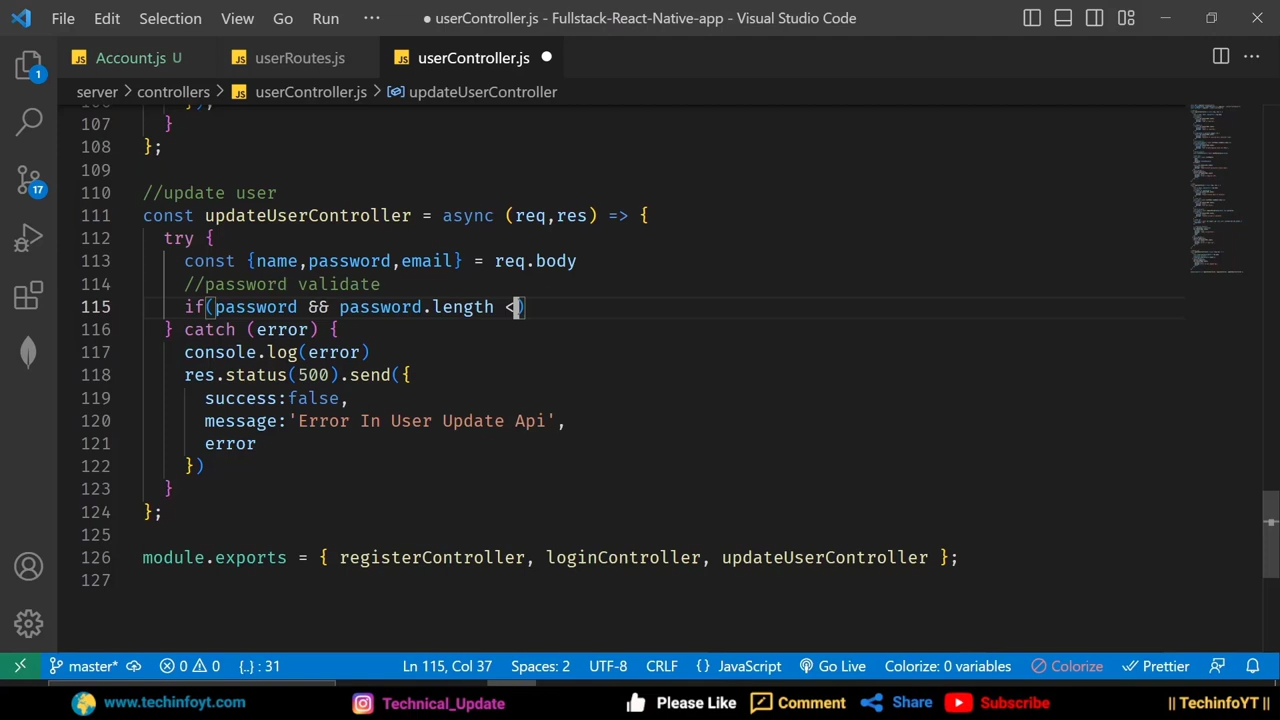 File Edit Selection View Go Run ··· ● userController.js - Fullstack-React-Native-app - Visual Studio Code
Account.js U userRoutes.js userController.js
server > controllers > userController.js > updateUserController
106 });
107 }
108 };
109
110 //update user
111 const updateUserController = async (req,res) => {
112 try {
113 const {name,password,email} = req.body
114 //password validate
115 if(password && password.length <)
116 } catch (error) {
117 console.log(error)
118 res.status(500).send({
119 success:false,
120 message:'Error In User Update Api',
121 error
122 })
123 }
124 };
125
126 module.exports = { registerController, loginController, updateUserController };
127
1
17
master* 0 0 {..} : 31 Ln 115, Col 37 Spaces: 2 UTF-8 CRLF {} JavaScript Go Live Colorize: 0 variables Colorize Prettier
www.techinfoyt.com Technical_Update Please Like Comment Share Subscribe || TechinfoYT ||